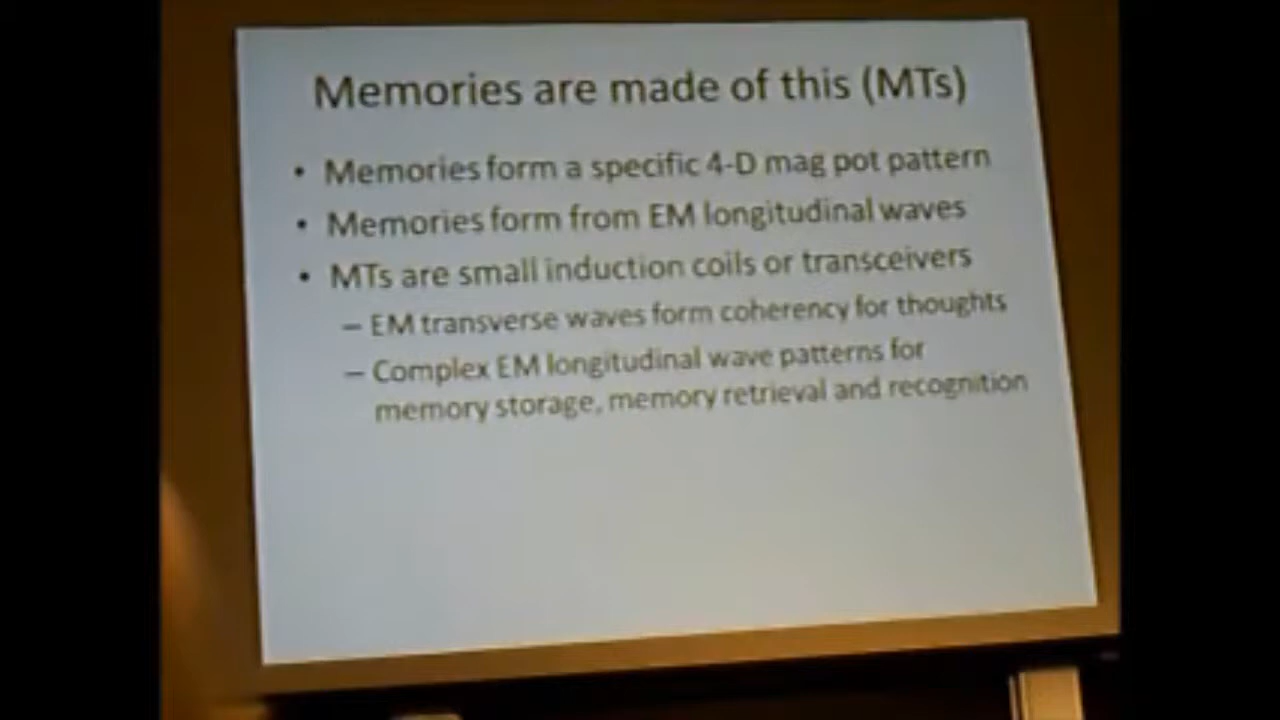 Memories are made of this (MTs)
• Memories form a specific 4-D mag pot pattern
• Memories form from EM longitudinal waves
• MTs are small induction coils or transceivers
– EM transverse waves form coherency for thoughts
– Complex EM longitudinal wave patterns for
memory storage, memory retrieval and recognition